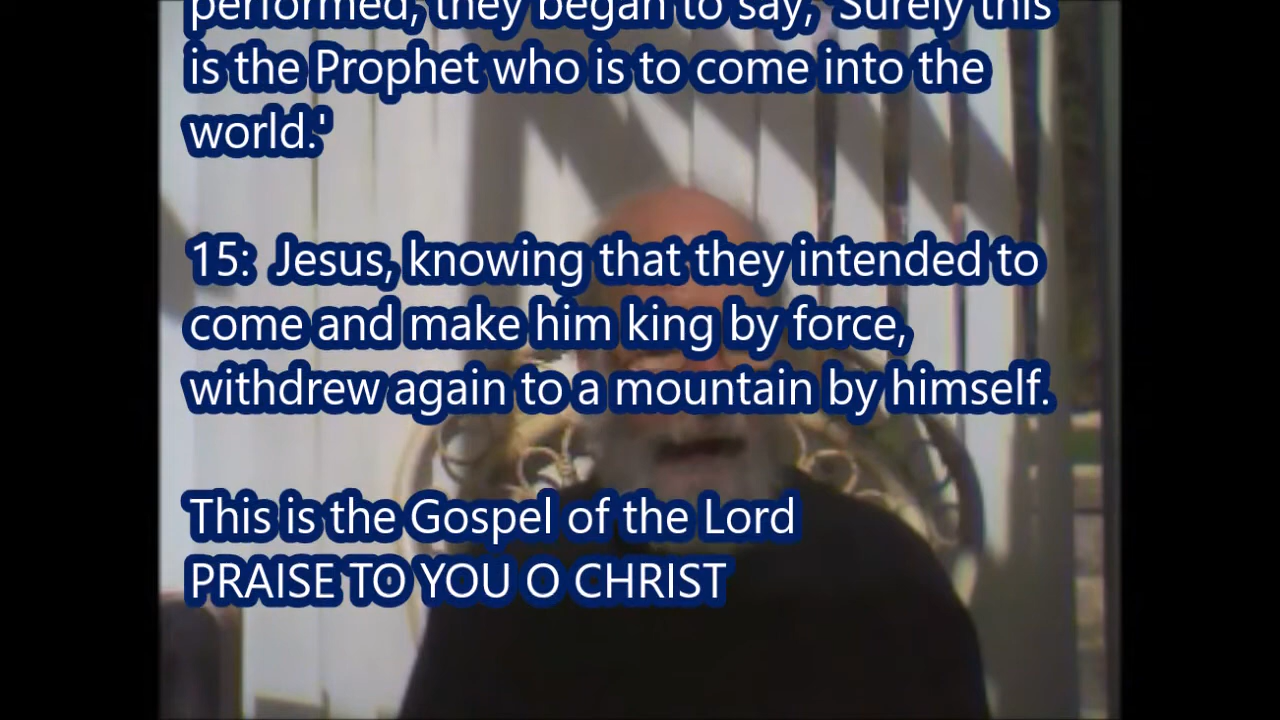 performed, they began to say, 'Surely this
is the Prophet who is to come into the
world.'
15: Jesus, knowing that they intended to
come and make him king by force,
withdrew again to a mountain by himself.
This is the Gospel of the Lord
PRAISE TO YOU O CHRIST